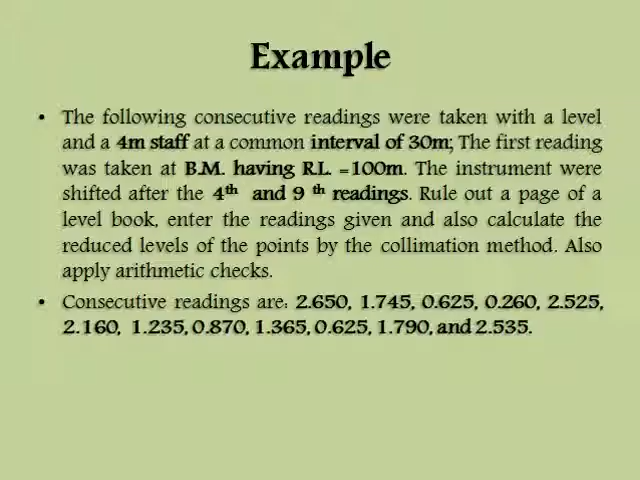 Example
• The following consecutive readings were taken with a level
and a 4m staff at a common interval of 30m; The first reading
was taken at B.M. having R.L. =100m. The instrument were
shifted after the 4th and 9 th readings. Rule out a page of a
level book, enter the readings given and also calculate the
reduced levels of the points by the collimation method. Also
apply arithmetic checks.
• Consecutive readings are: 2.650, 1.745, 0.625, 0.260, 2.525,
2.160, 1.235, 0.870, 1.365, 0.625, 1.790, and 2.535.